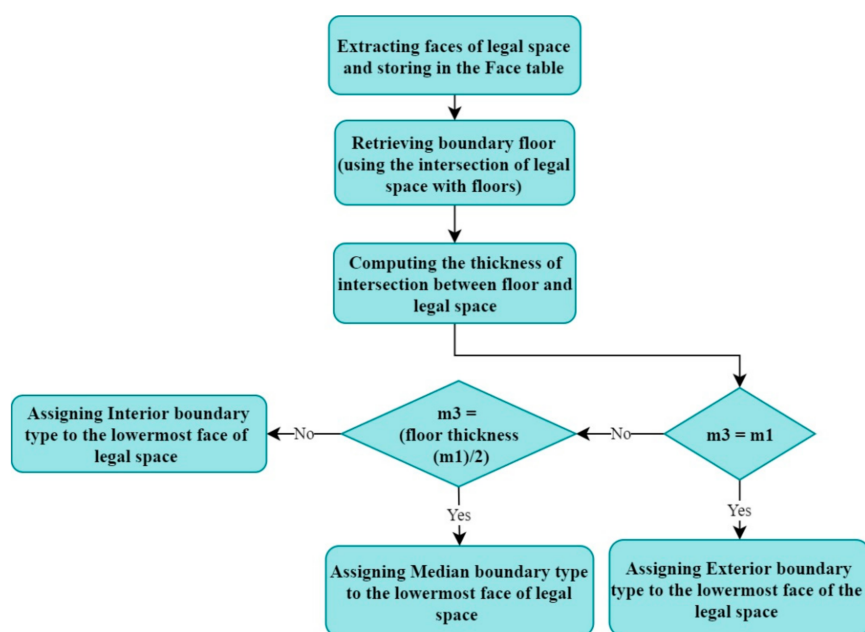 Extracting faces of legal space
and storing in the Face table
Retrieving boundary floor
(using the intersection of legal
space with floors)
Computing the thickness of
intersection between floor and
legal space
m3 = m1
No
m3 =
(floor thickness
(m1)/2)
No
Assigning Interior boundary
type to the lowermost face of
legal space
Yes
Assigning Median boundary type
to the lowermost face of legal
space
Yes
Assigning Exterior boundary
type to the lowermost face of the
legal space